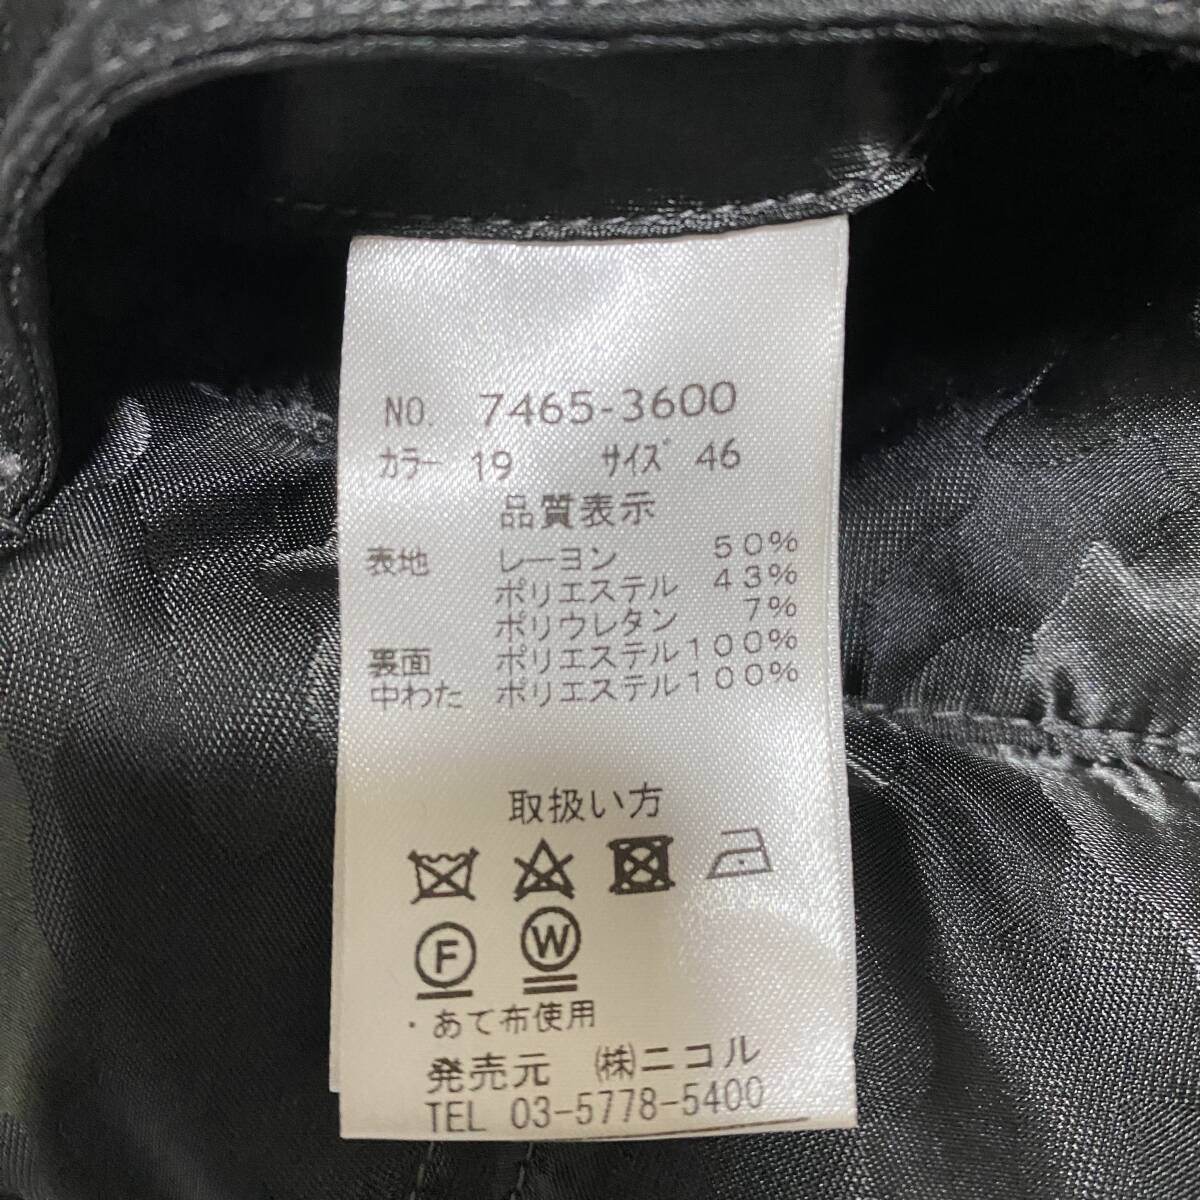 NO. 7465-3600
カラー 19 サイズ 46
品質表示
表地 レーヨン 50%
ポリエステル 43%
ポリウレタン 7%
裏面 ポリエステル100%
中わた ポリエステル100%
取扱い方
F W
・あて布使用
発売元 ㈱ニコル
TEL 03-5778-5400